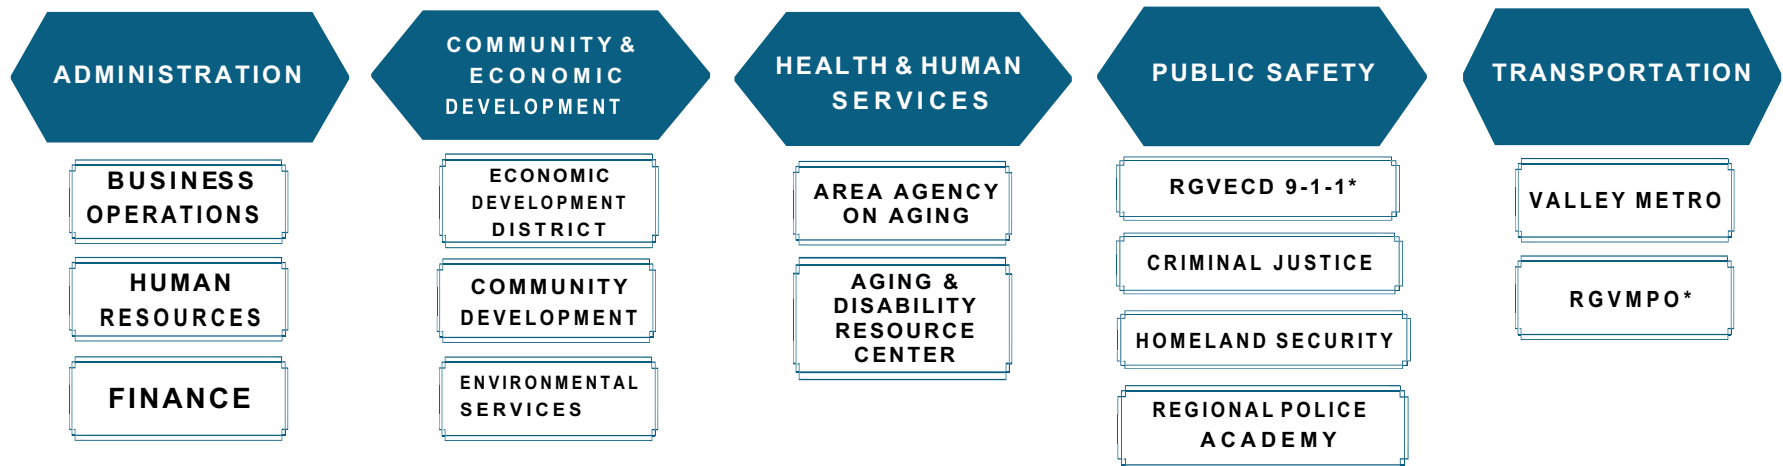 ADMINISTRATION
BUSINESS
OPERATIONS
HUMAN
RESOURCES
FINANCE
COMMUNITY &
ECONOMIC
DEVELOPMENT
ECONOMIC
DEVELOPMENT
DISTRICT
COMMUNITY
DEVELOPMENT
ENVIRONMENTAL
SERVICES
HEALTH & HUMAN
SERVICES
AREA AGENCY
ON AGING
AGING &
DISABILITY
RESOURCE
CENTER
PUBLIC SAFETY
RGVECD 9-1-1*
CRIMINAL JUSTICE
HOMELAND SECURITY
REGIONAL POLICE
ACADEMY
TRANSPORTATION
VALLEY METRO
RGVMPO*